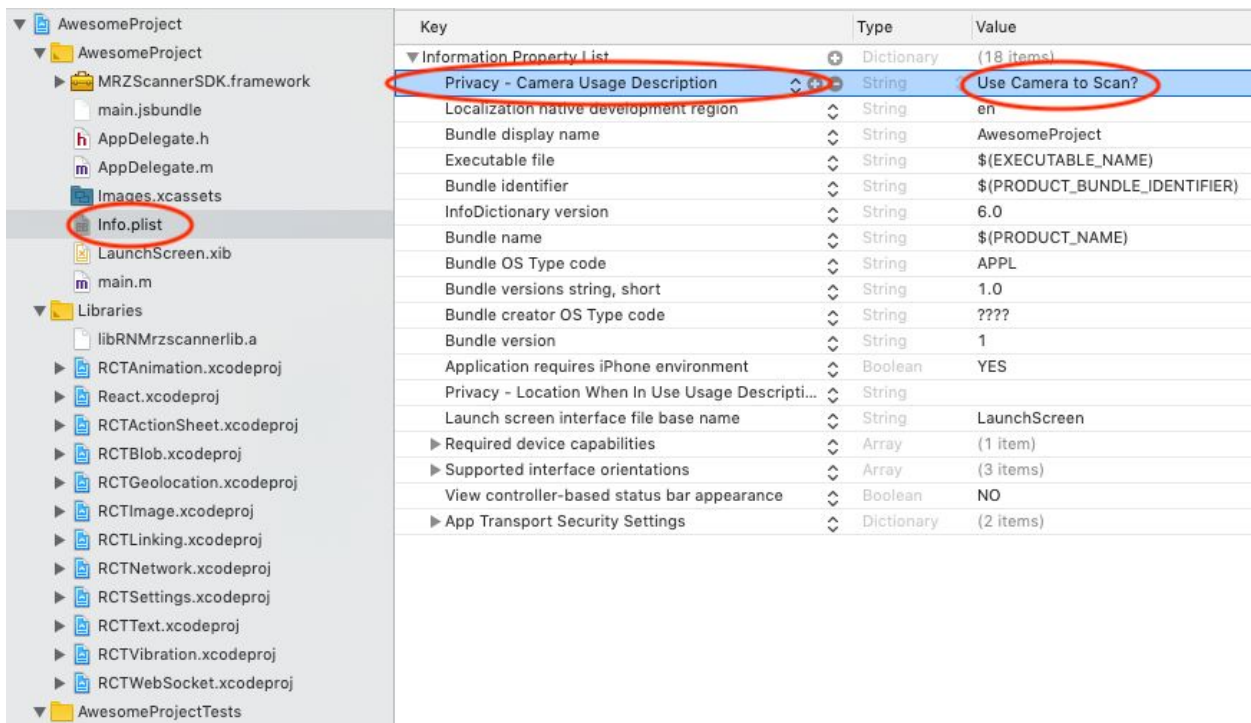 AwesomeProject
AwesomeProject
MRZScannerSDK.framework
main.jsbundle
h AppDelegate.h
m AppDelegate.m
Images.xcassets
Info.plist
LaunchScreen.xib
m main.m
Libraries
libRNMrzscannerlib.a
RCTAnimation.xcodeproj
React.xcodeproj
RCTActionSheet.xcodeproj
RCTBlob.xcodeproj
RCTGeolocation.xcodeproj
RCTImage.xcodeproj
RCTLinking.xcodeproj
RCTNetwork.xcodeproj
RCTSettings.xcodeproj
RCTText.xcodeproj
RCTVibration.xcodeproj
RCTWebSocket.xcodeproj
AwesomeProjectTests
Key Type Value
Information Property List Dictionary (18 items)
Privacy - Camera Usage Description String Use Camera to Scan?
Localization native development region String en
Bundle display name String AwesomeProject
Executable file String $(EXECUTABLE_NAME)
Bundle identifier String $(PRODUCT_BUNDLE_IDENTIFIER)
InfoDictionary version String 6.0
Bundle name String $(PRODUCT_NAME)
Bundle OS Type code String APPL
Bundle versions string, short String 1.0
Bundle creator OS Type code String ????
Bundle version String 1
Application requires iPhone environment Boolean YES
Privacy - Location When In Use Usage Descripti... String
Launch screen interface file base name String LaunchScreen
Required device capabilities Array (1 item)
Supported interface orientations Array (3 items)
View controller-based status bar appearance Boolean NO
App Transport Security Settings Dictionary (2 items)